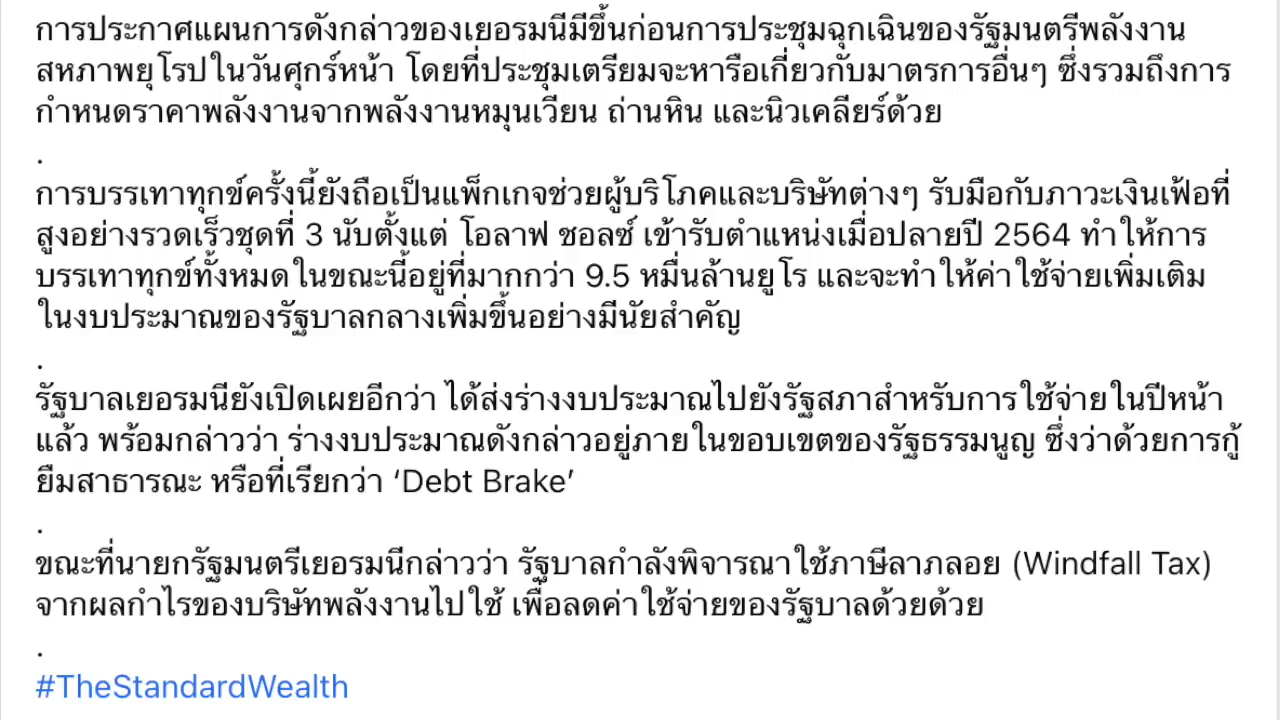 การประกาศแผนการดังกล่าวของเยอรมนีมีขึ้นก่อนการประชุมฉุกเฉินของรัฐมนตรีพลังงาน
สหภาพยุโรปในวันศุกร์หน้า โดยที่ประชุมเตรียมจะหารือเกี่ยวกับมาตรการอื่นๆ ซึ่งรวมถึงการ
กำหนดราคาพลังงานจากพลังงานหมุนเวียน ถ่านหิน และนิวเคลียร์ด้วย
.
การบรรเทาทุกข์ครั้งนี้ยังถือเป็นแพ็กเกจช่วยผู้บริโภคและบริษัทต่างๆ รับมือกับภาวะเงินเฟ้อที่
สูงอย่างรวดเร็วชุดที่ 3 นับตั้งแต่ โอลาฟ ชอลซ์ เข้ารับตำแหน่งเมื่อปลายปี 2564 ทำให้การ
บรรเทาทุกข์ทั้งหมดในขณะนี้อยู่ที่มากกว่า 9.5 หมื่นล้านยูโร และจะทำให้ค่าใช้จ่ายเพิ่มเติม
ในงบประมาณของรัฐบาลกลางเพิ่มขึ้นอย่างมีนัยสำคัญ
.
รัฐบาลเยอรมนียังเปิดเผยอีกว่า ได้ส่งร่างงบประมาณไปยังรัฐสภาสำหรับการใช้จ่ายในปีหน้า
แล้ว พร้อมกล่าวว่า ร่างงบประมาณดังกล่าวอยู่ภายในขอบเขตของรัฐธรรมนูญ ซึ่งว่าด้วยการกู้
ยืมสาธารณะ หรือที่เรียกว่า ‘Debt Brake’
.
ขณะที่นายกรัฐมนตรีเยอรมนีกล่าวว่า รัฐบาลกำลังพิจารณาใช้ภาษีลาภลอย (Windfall Tax)
จากผลกำไรของบริษัทพลังงานไปใช้ เพื่อลดค่าใช้จ่ายของรัฐบาลด้วยด้วย
.
#TheStandardWealth